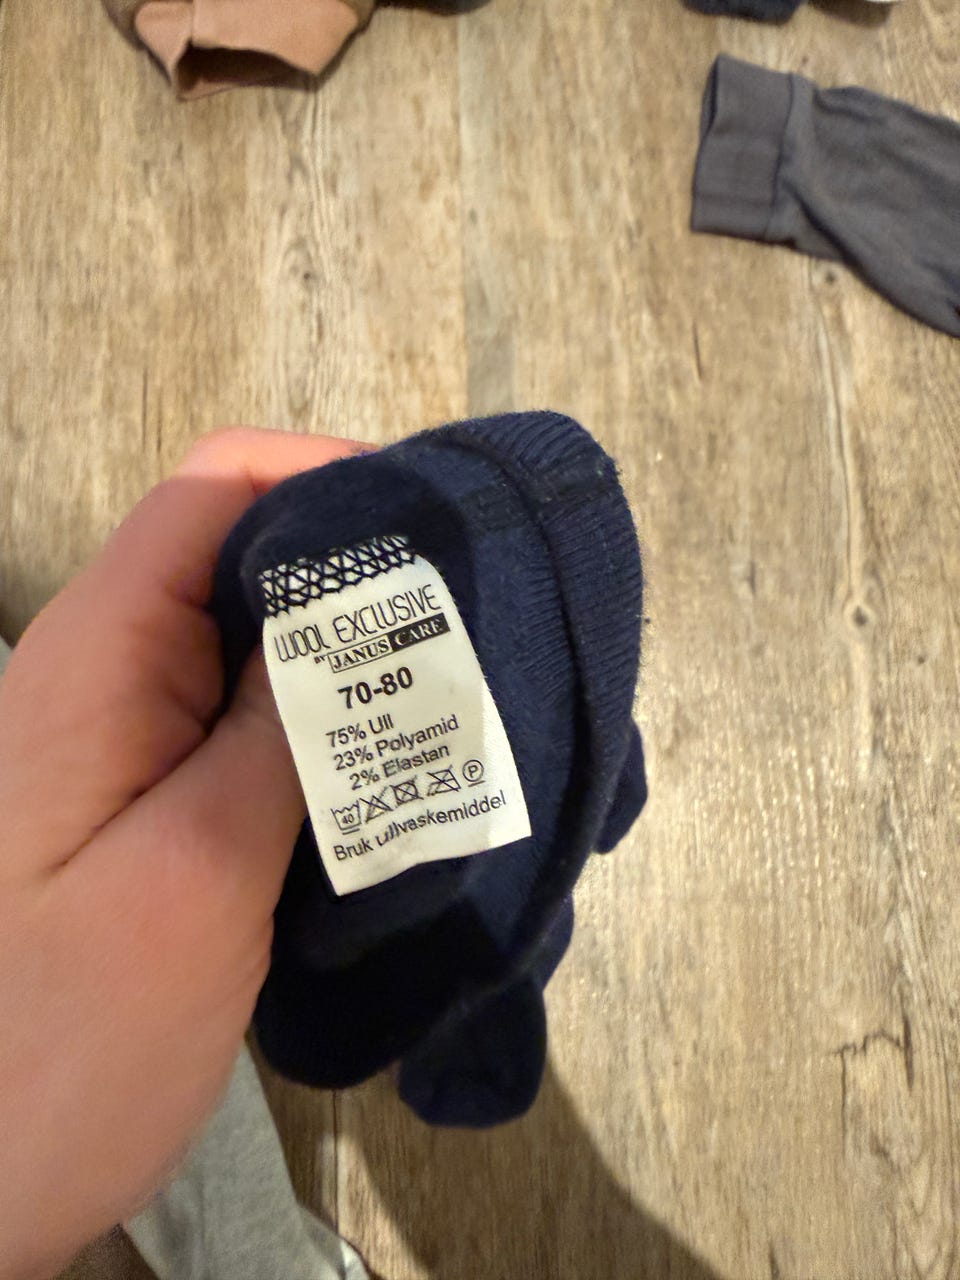 WOOL EXCLUSIVE
BY JANUS CARE
70-80
75% Ull
23% Polyamid
2% Elastan
40 P
Bruk ullvaskemiddel